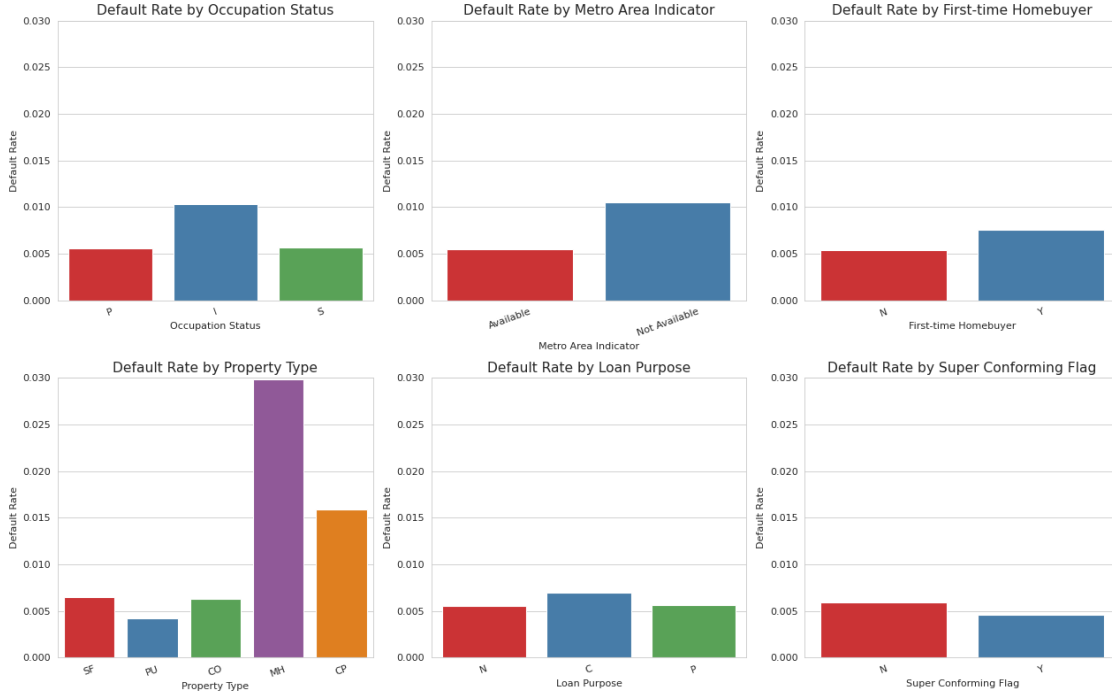 Default Rate by Occupation Status
0.030
0.025
0.020
0.015
0.010
0.005
0.000
Default Rate
P
I
S
Occupation Status
Default Rate by Metro Area Indicator
0.030
0.025
0.020
0.015
0.010
0.005
0.000
Default Rate
Available
Not Available
Metro Area Indicator
Default Rate by First-time Homebuyer
0.030
0.025
0.020
0.015
0.010
0.005
0.000
Default Rate
N
Y
First-time Homebuyer
Default Rate by Property Type
0.030
0.025
0.020
0.015
0.010
0.005
0.000
Default Rate
SF
PU
CO
MH
CP
Property Type
Default Rate by Loan Purpose
0.030
0.025
0.020
0.015
0.010
0.005
0.000
Default Rate
N
C
P
Loan Purpose
Default Rate by Super Conforming Flag
0.030
0.025
0.020
0.015
0.010
0.005
0.000
Default Rate
N
Y
Super Conforming Flag